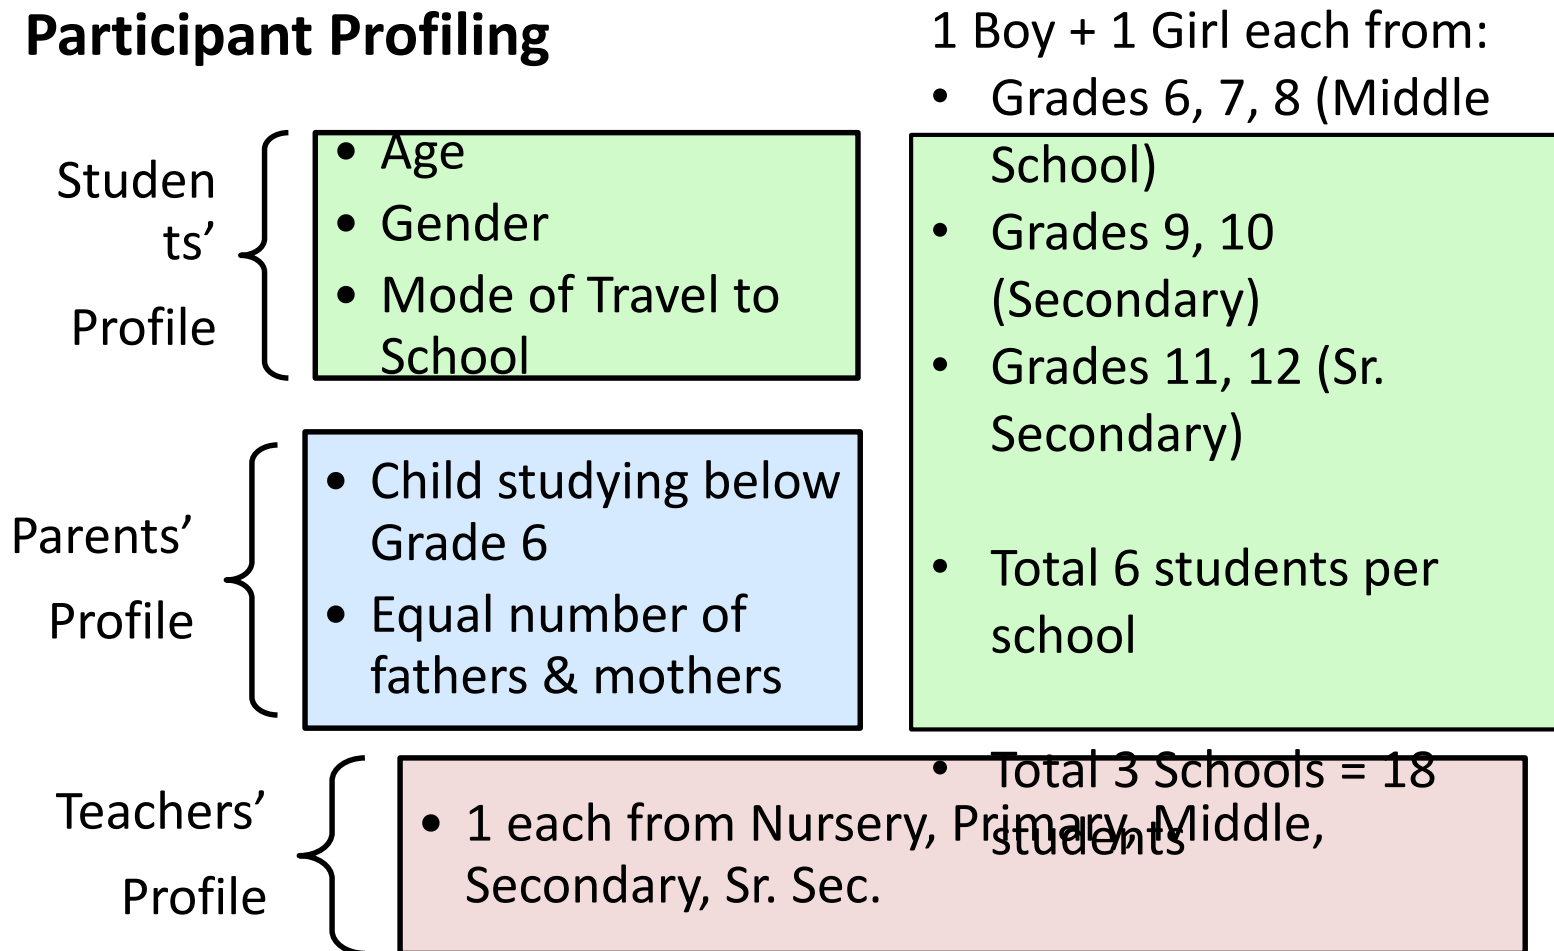 Participant Profiling
Studen
ts’
Profile
• Age
• Gender
• Mode of Travel to
School
1 Boy + 1 Girl each from:
• Grades 6, 7, 8 (Middle
School)
• Grades 9, 10
(Secondary)
• Grades 11, 12 (Sr.
Secondary)
• Total 6 students per
school
• Total 3 Schools = 18
students
Parents’
Profile
• Child studying below
Grade 6
• Equal number of
fathers & mothers
Teachers’
Profile
• 1 each from Nursery, Primary, Middle,
Secondary, Sr. Sec.